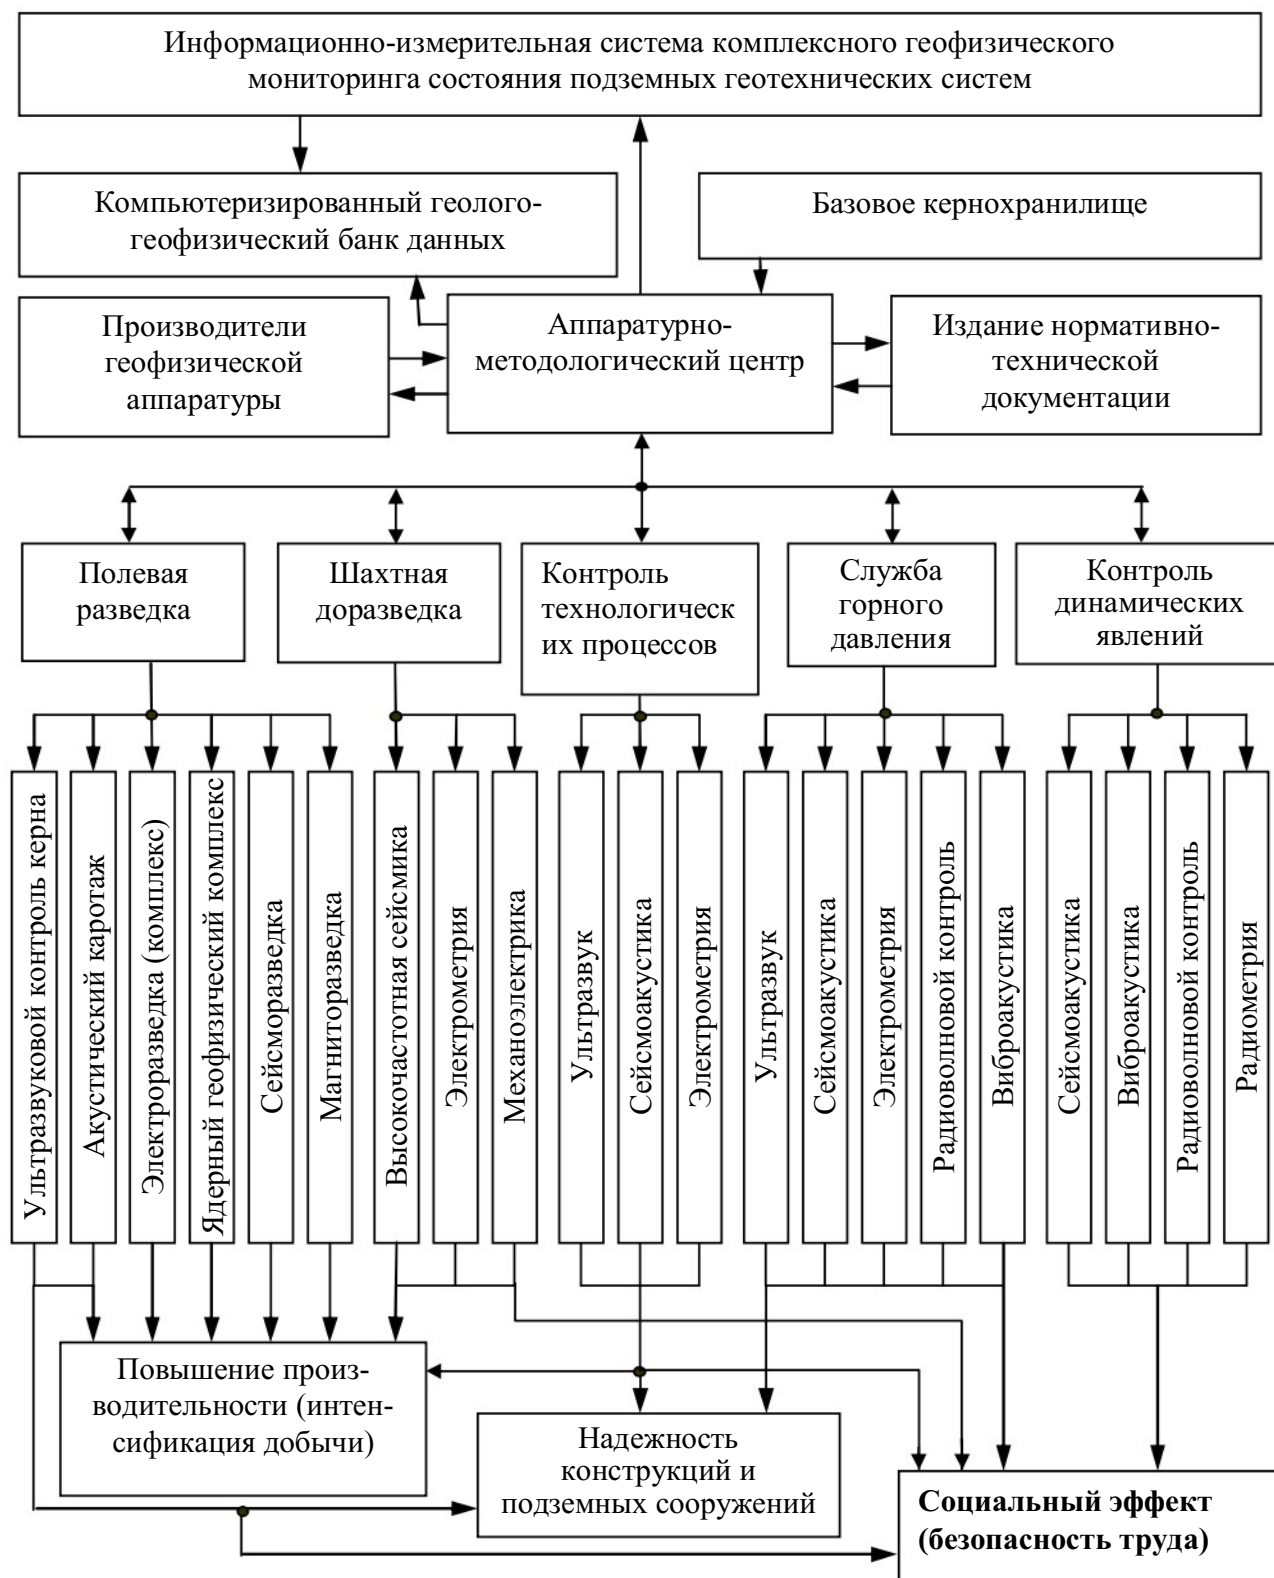 Информационно-измерительная система комплексного геофизического
мониторинга состояния подземных геотехнических систем
Компьютеризированный геолого-
геофизический банк данных
Базовое кернохранилище
Производители
геофизической
аппаратуры
Аппаратурно-
методологический центр
Издание нормативно-
технической
документации
Полевая
разведка
Шахтная
доразведка
Контроль
технологическ
их процессов
Служба
горного
давления
Контроль
динамических
явлений
Ультразвуковой контроль керна
Акустический каротаж
Электроразведка (комплекс)
Ядерный геофизический комплекс
Сейсморазведка
Магниторазведка
Высокочастотная сейсмика
Электрометрия
Механоэлектрика
Ультразвук
Сейсмоакустика
Электрометрия
Ультразвук
Сейсмоакустика
Электрометрия
Радиоволновой контроль
Виброакустика
Сейсмоакустика
Виброакустика
Радиоволновой контроль
Радиометрия
Повышение произ-
водительности (интен-
сификация добычи)
Надежность
конструкций и
подземных сооружений
Социальный эффект
(безопасность труда)